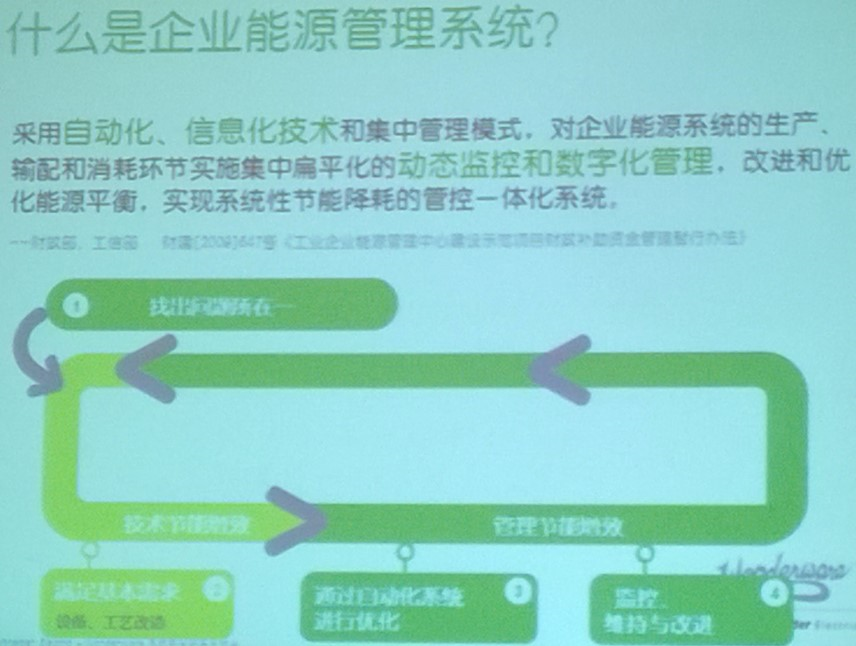 什么是企业能源管理系统?
采用自动化、信息化技术和集中管理模式，对企业能源系统的生产、
输配和消耗环节实施集中扁平化的动态监控和数字化管理，改进和优
化能源平衡，实现系统性节能降耗的管控一体化系统。
--财政部、工信部 财建[2009]647号《工业企业能源管理中心建设示范项目财政补助资金管理暂行办法》
1 找出问题所在一
技术节能增效 管理节能增效
满足基本需求 2
设备、工艺改造
通过自动化系统 3
进行优化
监控、 4
维持与改进
Wonderware